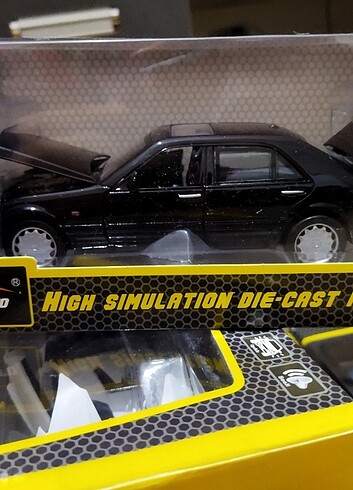 ®
HIGH SIMULATION DIE-CAST